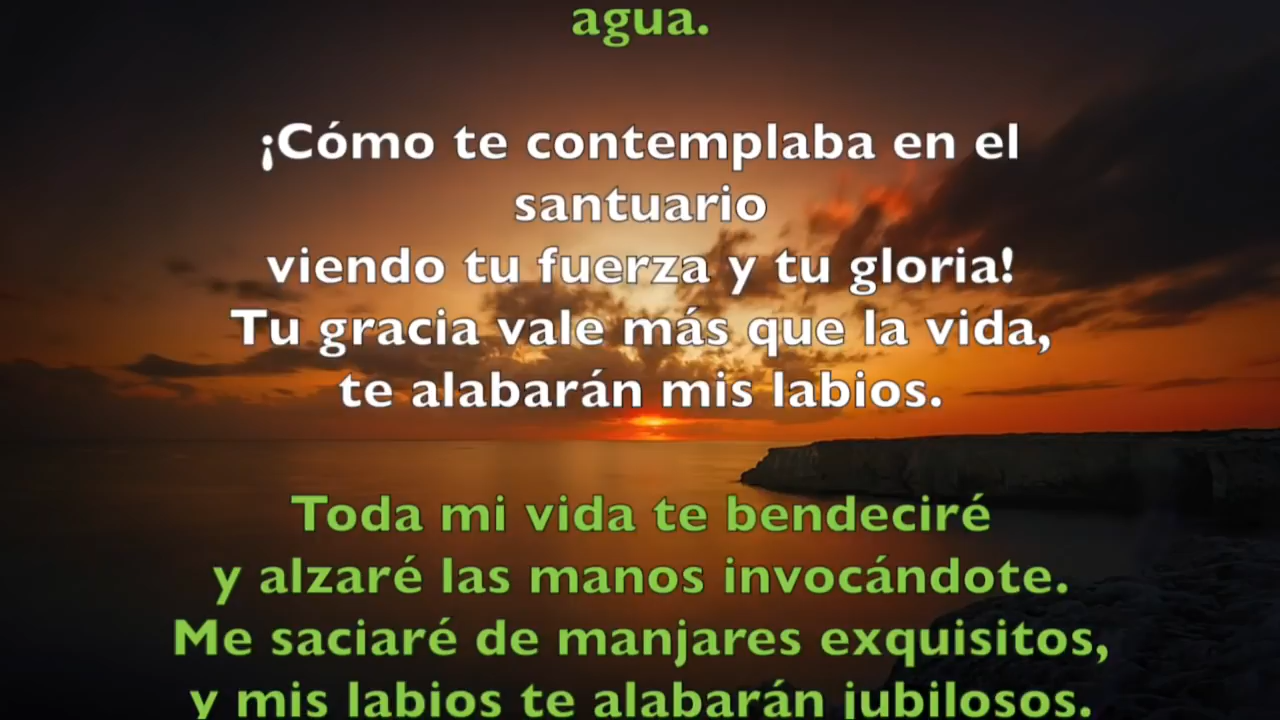 agua.
¡Cómo te contemplaba en el
santuario
viendo tu fuerza y tu gloria!
Tu gracia vale más que la vida,
te alabarán mis labios.
Toda mi vida te bendeciré
y alzaré las manos invocándote.
Me saciaré de manjares exquisitos,
y mis labios te alabarán jubilosos.